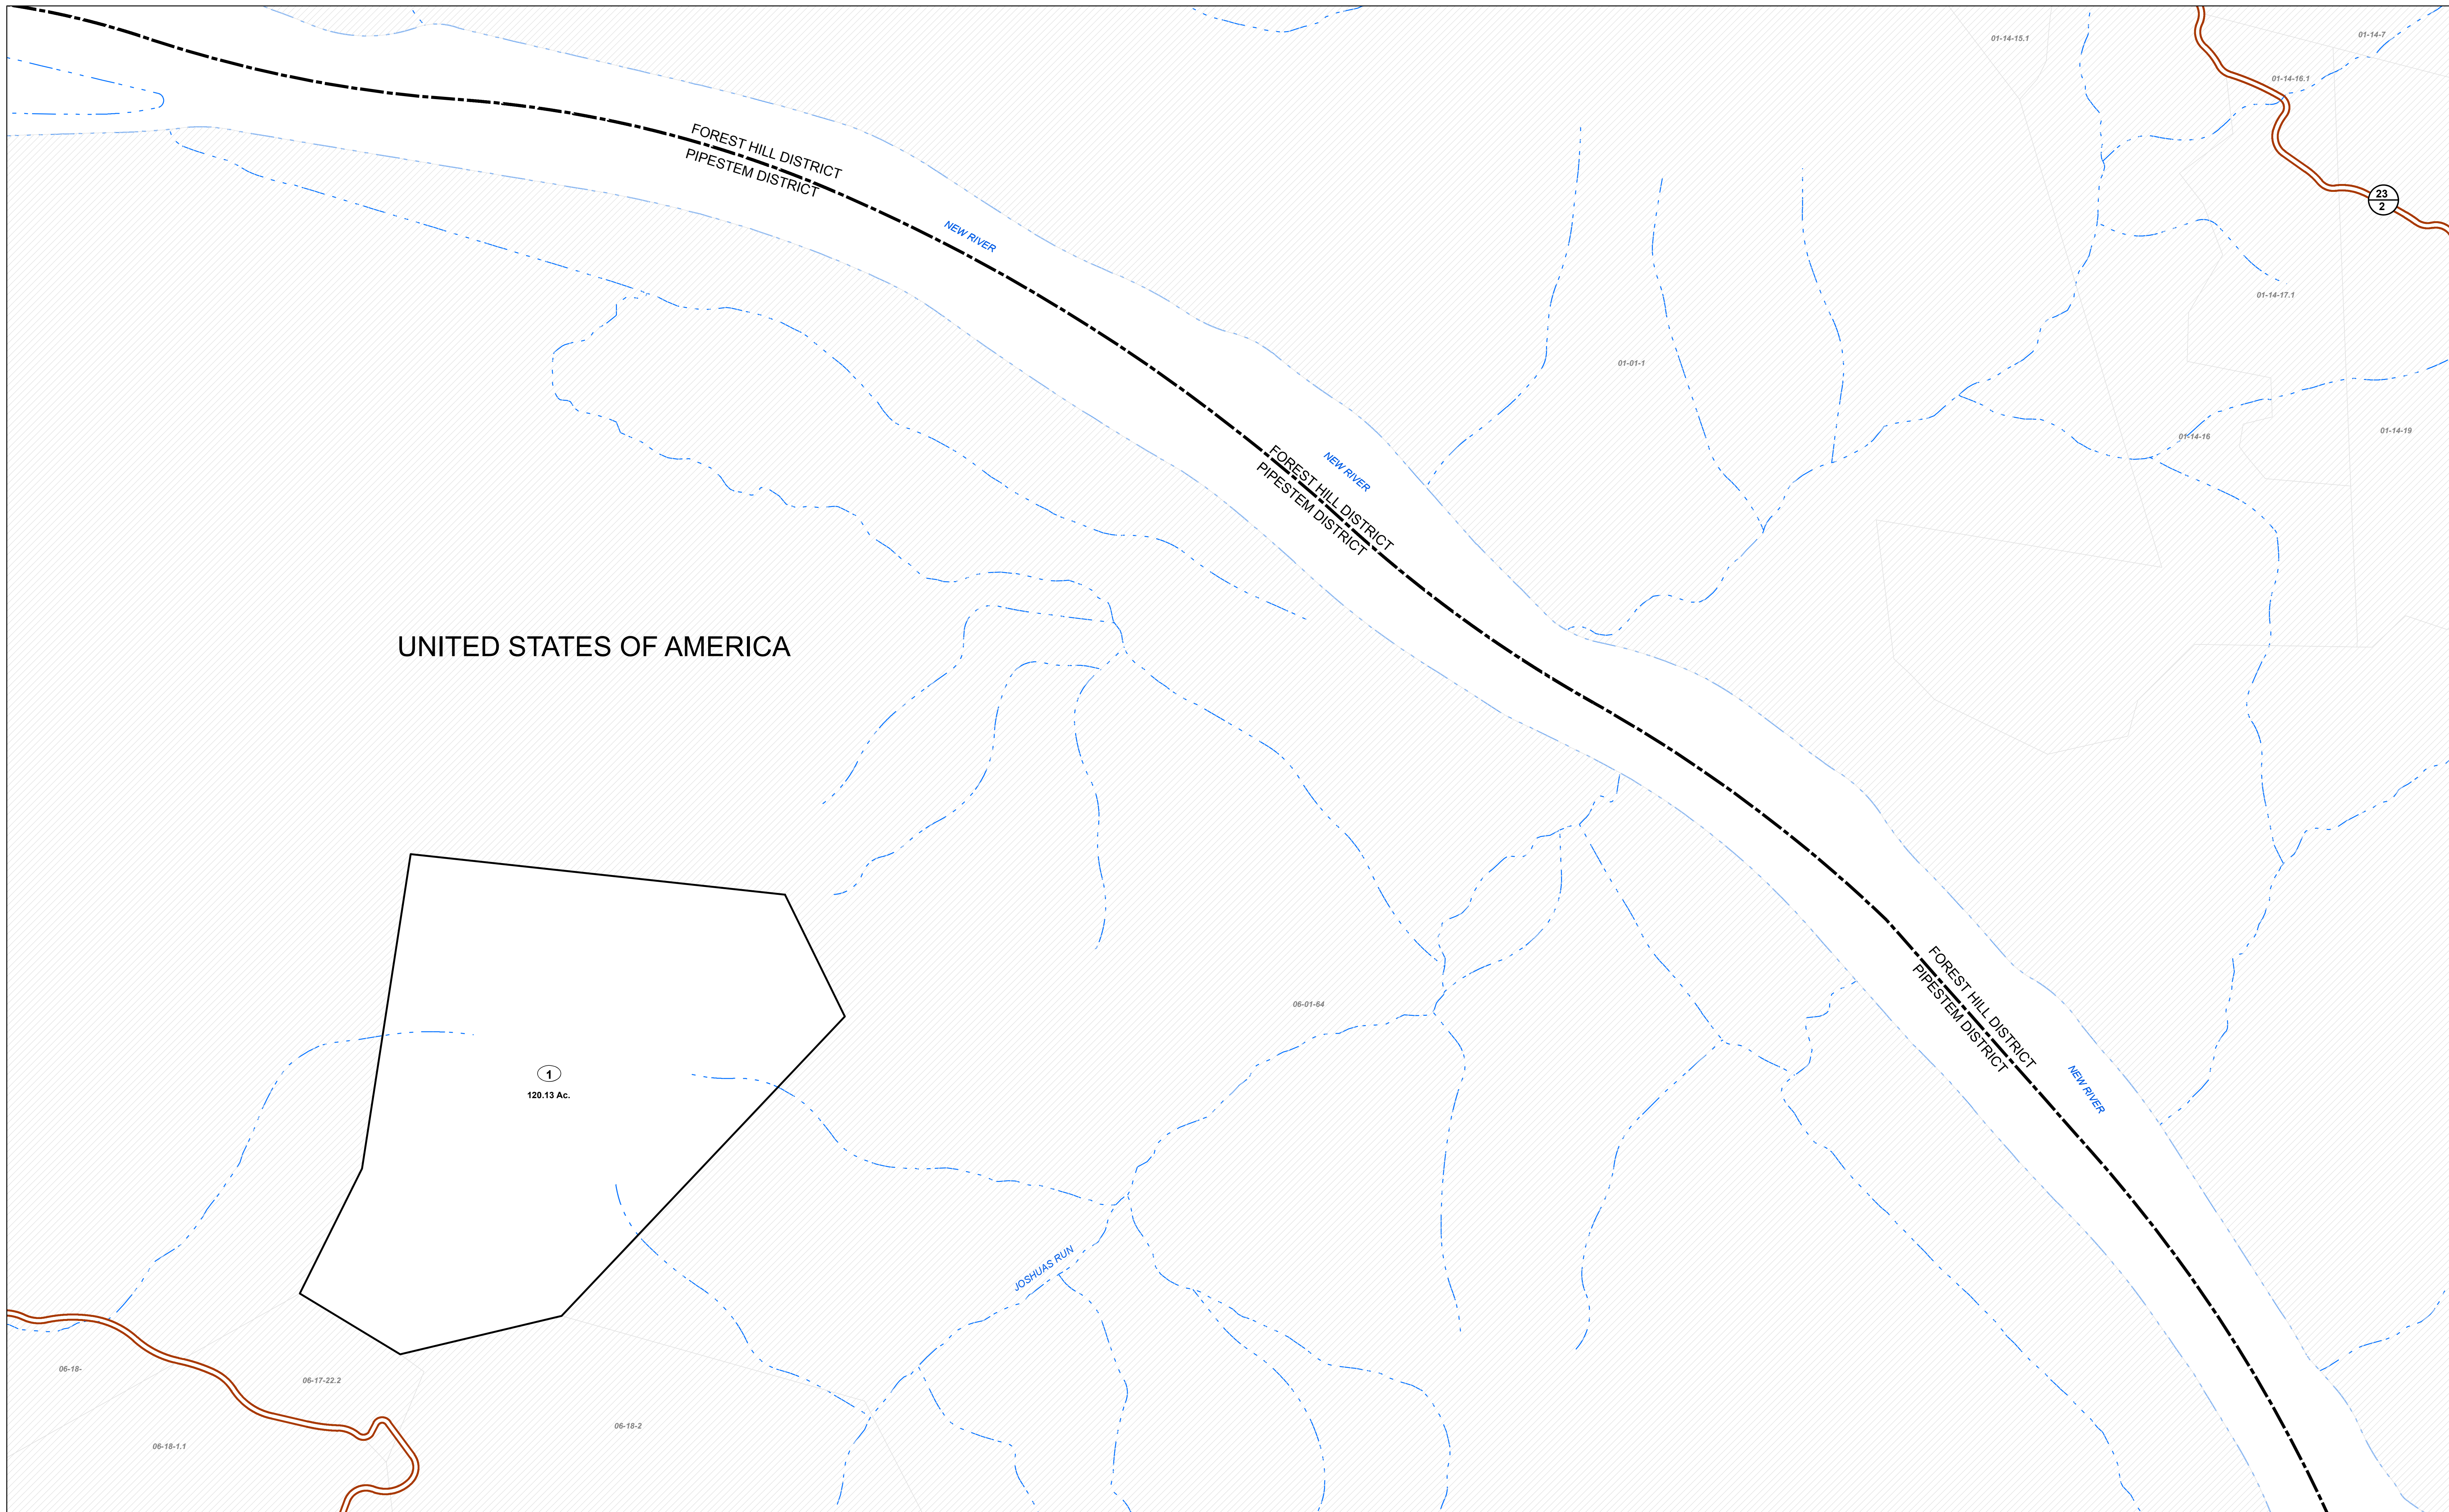 01-14-7
01-14-15.1
01-14-16.1
FOREST HILL DISTRICT
PIPESTEM DISTRICT
23
2
NEW RIVER
01-14-17.1
01-01-1
01-14-16
01-14-19
NEW RIVER
FOREST HILL DISTRICT
PIPESTEM DISTRICT
UNITED STATES OF AMERICA
06-01-64
FOREST HILL DISTRICT
PIPESTEM DISTRICT
NEW RIVER
1
120.13 Ac.
JOSHUAS RUN
06-18-
06-17-22.2
06-18-2
06-18-1.1